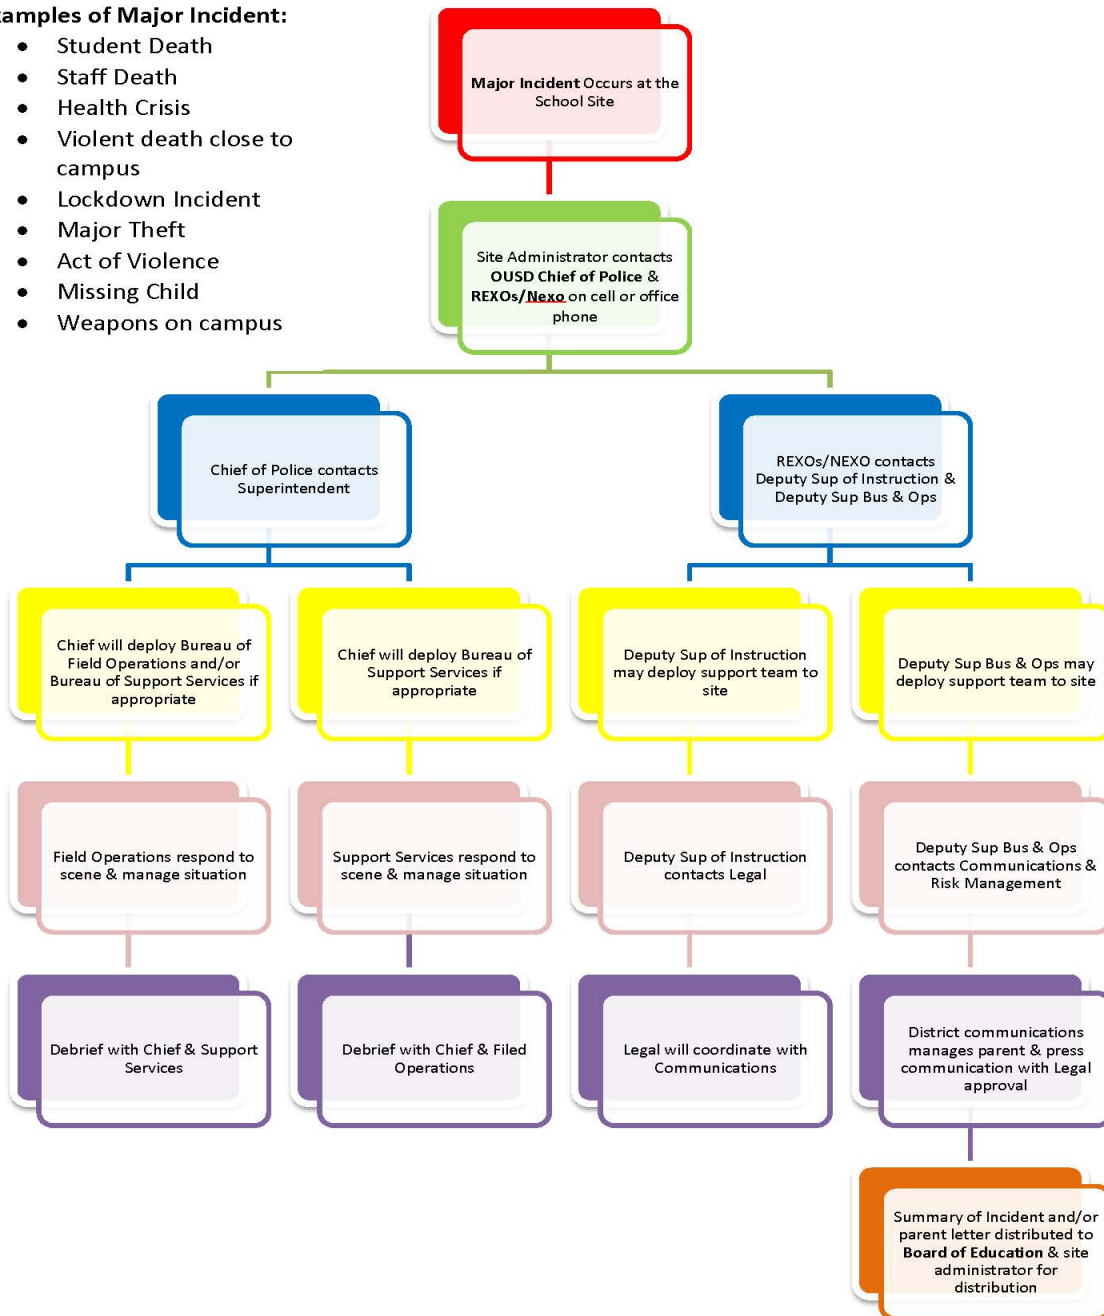 xamples of Major Incident:
• Student Death
• Staff Death
• Health Crisis
• Violent death close to
campus
• Lockdown Incident
• Major Theft
• Act of Violence
• Missing Child
• Weapons on campus
Major Incident Occurs at the
School Site
Site Administrator contacts
OUSD Chief of Police &
REXOs/Nexo on cell or office
phone
Chief of Police contacts
Superintendent
REXOs/NEXO contacts
Deputy Sup of Instruction &
Deputy Sup Bus & Ops
Chief will deploy Bureau of
Field Operations and/or
Bureau of Support Services if
appropriate
Chief will deploy Bureau of
Support Services if
appropriate
Deputy Sup of Instruction
may deploy support team to
site
Deputy Sup Bus & Ops may
deploy support team to site
Field Operations respond to
scene & manage situation
Support Services respond to
scene & manage situation
Deputy Sup of Instruction
contacts Legal
Deputy Sup Bus & Ops
contacts Communications &
Risk Management
Debrief with Chief & Support
Services
Debrief with Chief & Filed
Operations
Legal will coordinate with
Communications
District communications
manages parent & press
communication with Legal
approval
Summary of Incident and/or
parent letter distributed to
Board of Education & site
administrator for
distribution